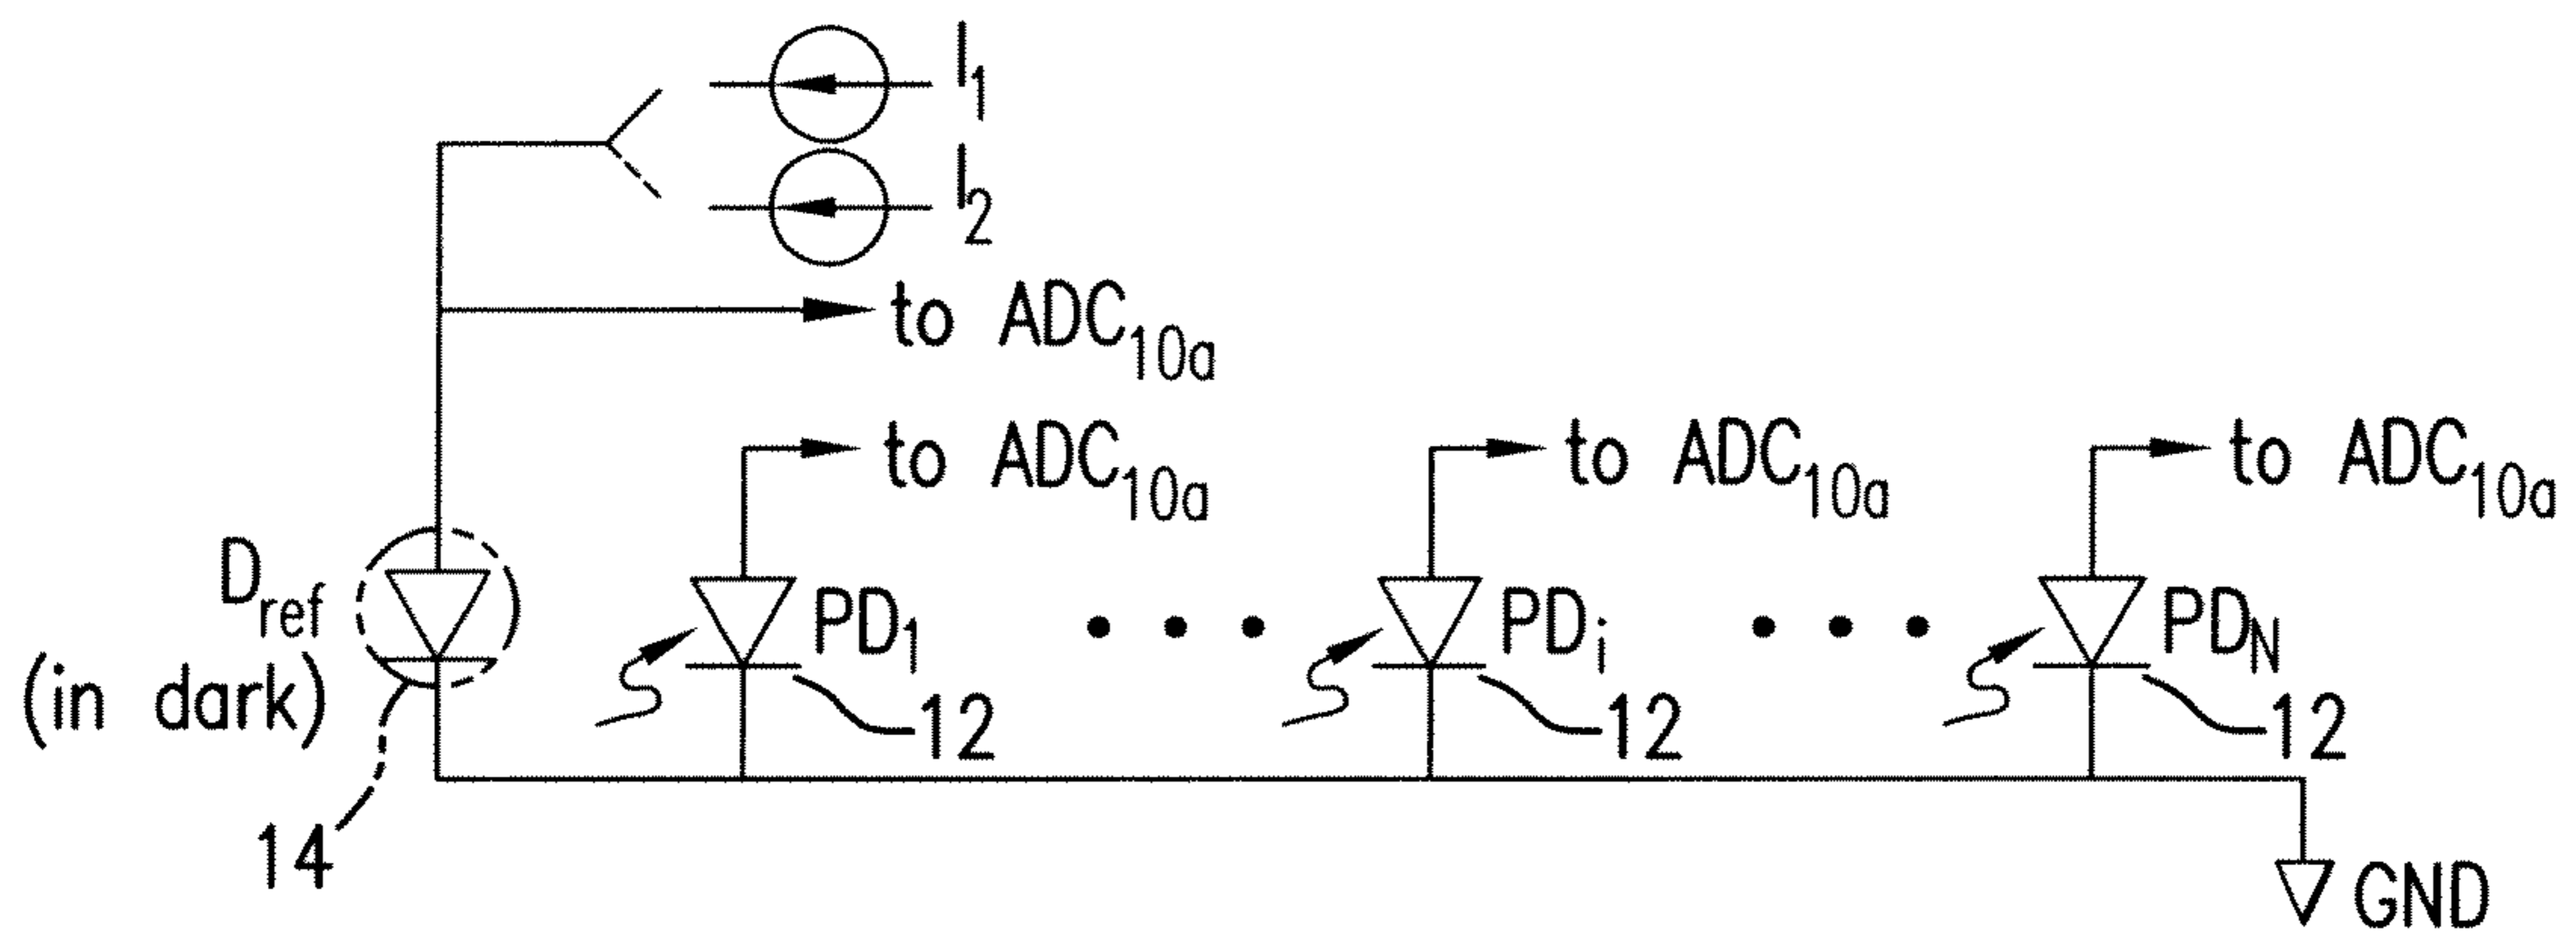 I1
I2
to ADC10a
to ADC10a
to ADC10a
to ADC10a
Dref
(in dark)
PD1
PDi
PDN
12
12
12
14
GND